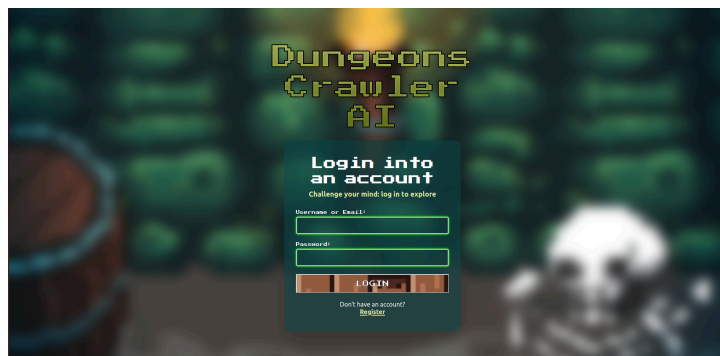 Dungeons
Crawler
AI
Login into
an account
Challenge your mind: log in to explore
Username or Email:
Password:
LOGIN
Don't have an account?
Register